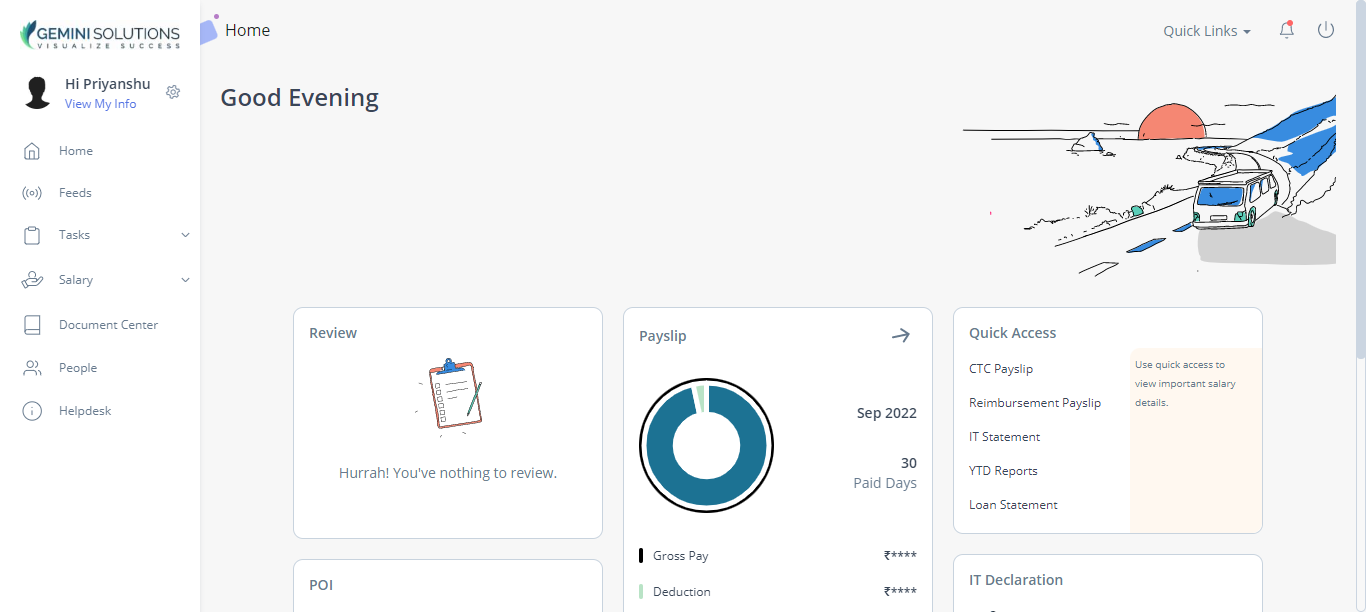 GEMINI SOLUTIONS
VISUALIZE SUCCESS
Home
Quick Links
Hi Priyanshu
View My Info
Good Evening
Home
Feeds
Tasks
Salary
Document Center
People
Helpdesk
Review
Hurrah! You've nothing to review.
POI
Payslip
Sep 2022
30
Paid Days
Gross Pay ₹****
Deduction ₹****
Quick Access
CTC Payslip
Reimbursement Payslip
IT Statement
YTD Reports
Loan Statement
Use quick access to
view important salary
details.
IT Declaration